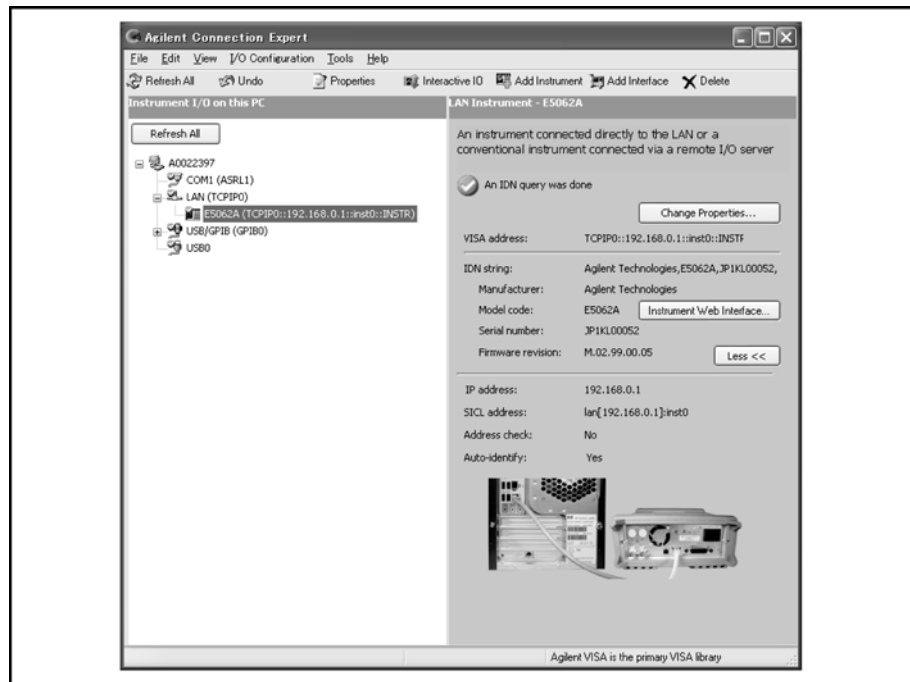 Agilent Connection Expert
File Edit View I/O Configuration Tools Help
Refresh All Undo Properties Interactive IO Add Instrument Add Interface Delete
Instrument I/O on this PC
Refresh All
A0022397
COM1 (ASRL1)
LAN (TCPIP0)
E5062A (TCPIP0::192.168.0.1::inst0::INSTR)
USB/GPIB (GPIB0)
USB0
LAN Instrument - E5062A
An instrument connected directly to the LAN or a
conventional instrument connected via a remote I/O server
An IDN query was done
Change Properties...
VISA address: TCPIP0::192.168.0.1::inst0::INSTF
IDN string: Agilent Technologies,E5062A,JP1KL00052,
Manufacturer: Agilent Technologies
Model code: E5062A Instrument Web Interface...
Serial number: JP1KL00052
Firmware revision: M.02.99.00.05 Less <<
IP address: 192.168.0.1
SICL address: lan[192.168.0.1]:inst0
Address check: No
Auto-identify: Yes
Agilent VISA is the primary VISA library